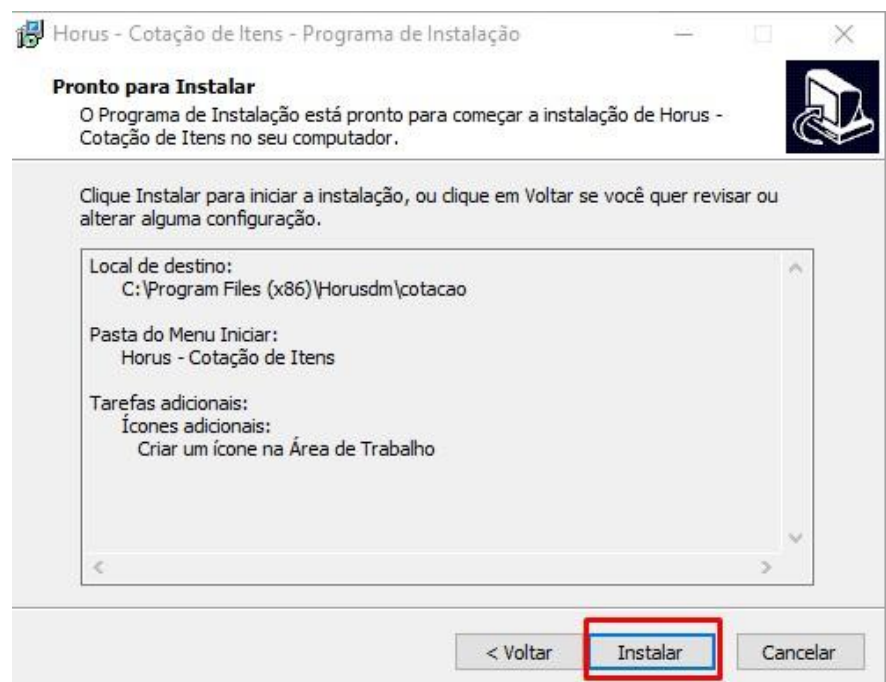 Horus - Cotação de Itens - Programa de Instalação
Pronto para Instalar
O Programa de Instalação está pronto para começar a instalação de Horus -
Cotação de Itens no seu computador.
Clique Instalar para iniciar a instalação, ou clique em Voltar se você quer revisar ou
alterar alguma configuração.
Local de destino:
C:\Program Files (x86)\Horusdm\cotacao
Pasta do Menu Iniciar:
Horus - Cotação de Itens
Tarefas adicionais:
Ícones adicionais:
Criar um ícone na Área de Trabalho
< Voltar
Instalar
Cancelar